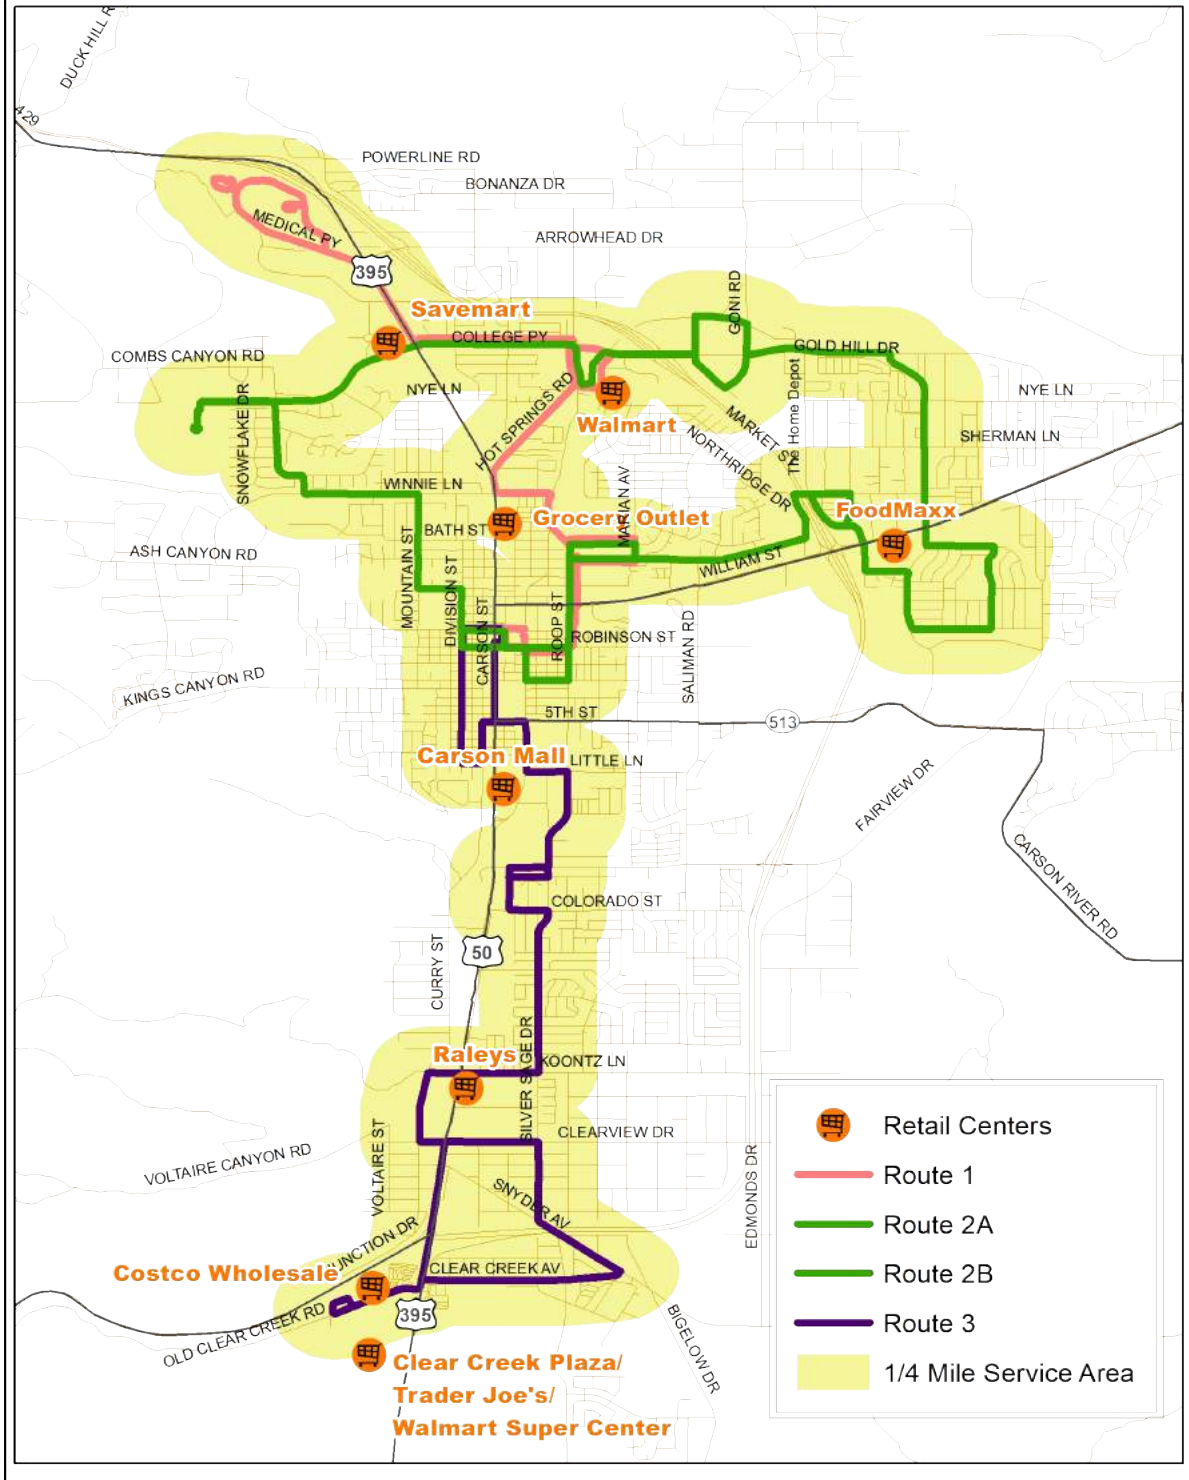 DUCK HILL R
429
POWERLINE RD
BONANZA DR
MEDICAL PY
ARROWHEAD DR
395
GONI RD
Savemart
COLLEGE PY
GOLD HILL DR
COMBS CANYON RD
The Home Depot
SNOWFLAKE DR
NYE LN
NYE LN
HOT SPRINGS RD
Walmart
MARKET S
NORTHRIDGE DR
SHERMAN LN
WINNIE LN
MARIAN AV
FoodMaxx
Grocery Outlet
BATH ST
ASH CANYON RD
MOUNTAIN ST
DIVISION ST
WILLIAM ST
CARSON ST
ROOP ST
ROBINSON ST
SALIMAN RD
KINGS CANYON RD
5TH ST
513
Carson Mall
LITTLE LN
FAIRVIEW DR
CARSON RIVER RD
COLORADO ST
50
CURRY ST
SILVER SAGE DR
Raleys
KOONTZ LN
VOLTAIRE ST
CLEARVIEW DR
VOLTAIRE CANYON RD
EDMONDS DR
SNYDER AV
JUNCTION DR
Costco Wholesale
CLEAR CREEK AV
OLD CLEAR CREEK RD
395
BIGELOW DR
Clear Creek Plaza/
Trader Joe's/
Walmart Super Center
Retail Centers
Route 1
Route 2A
Route 2B
Route 3
1/4 Mile Service Area